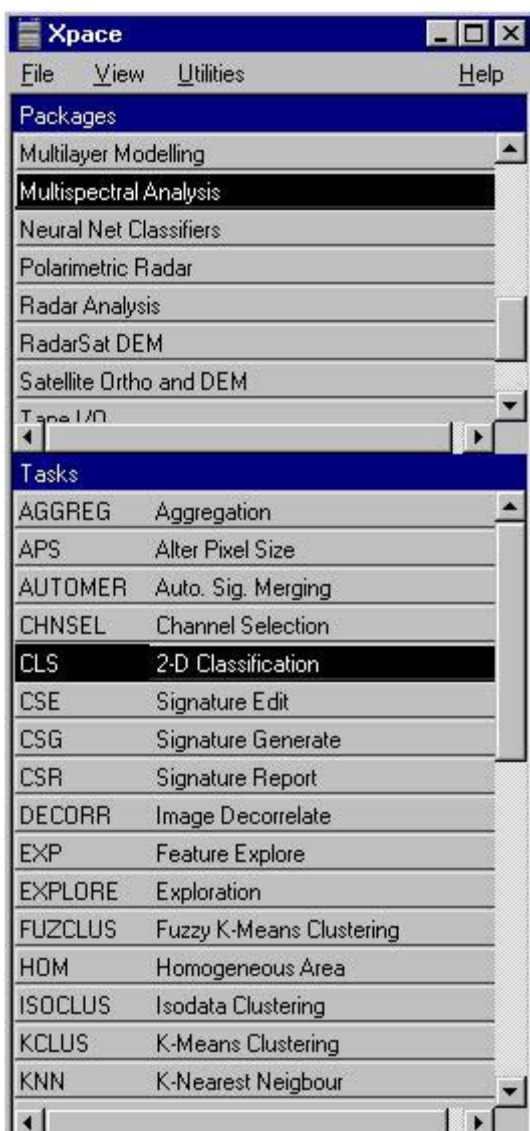 Xpace
File View Utilities Help
Packages
Multilayer Modelling
Multispectral Analysis
Neural Net Classifiers
Polarimetric Radar
Radar Analysis
RadarSat DEM
Satellite Ortho and DEM
Tape I/O
Tasks
AGGREG Aggregation
APS Alter Pixel Size
AUTOMER Auto. Sig. Merging
CHNSEL Channel Selection
CLS 2-D Classification
CSE Signature Edit
CSG Signature Generate
CSR Signature Report
DECORR Image Decorrelate
EXP Feature Explore
EXPLORE Exploration
FUZCLUS Fuzzy K-Means Clustering
HOM Homogeneous Area
ISOCLUS Isodata Clustering
KCLUS K-Means Clustering
KNN K-Nearest Neigbour